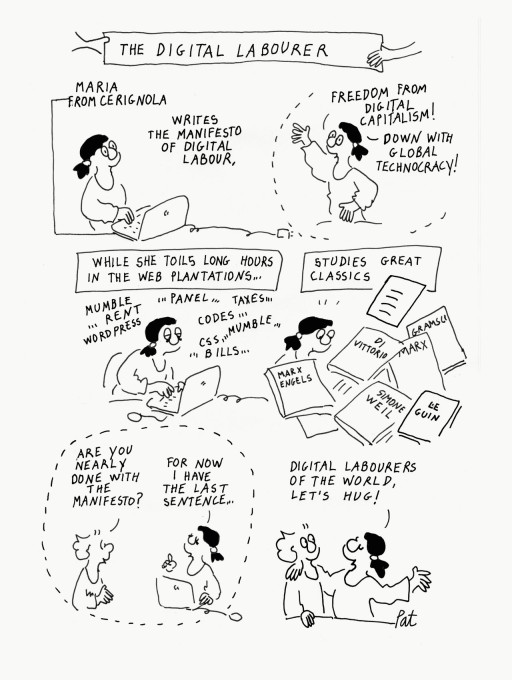 THE DIGITAL LABOURER
MARIA
FROM CERIGNOLA
WRITES
THE MANIFESTO
OF DIGITAL
LABOUR,
FREEDOM FROM
DIGITAL
CAPITALISM!
DOWN WITH
GLOBAL
TECHNOCRACY!
WHILE SHE TOILS LONG HOURS
IN THE WEB PLANTATIONS...
MUMBLE
... RENT
WORDPRESS
... PANEL ...
TAXES...
CODES ...
CSS...MUMBLE...
... BILLS...
STUDIES GREAT
CLASSICS
MARX
ENGELS
DI
VITTORIO
GRAMSCI
MARX
SIMONE
WEIL
LE
GUIN
ARE YOU
NEARLY
DONE WITH
THE
MANIFESTO?
FOR NOW
I HAVE
THE LAST
SENTENCE...
DIGITAL LABOURERS
OF THE WORLD,
LET'S HUG!
Pat